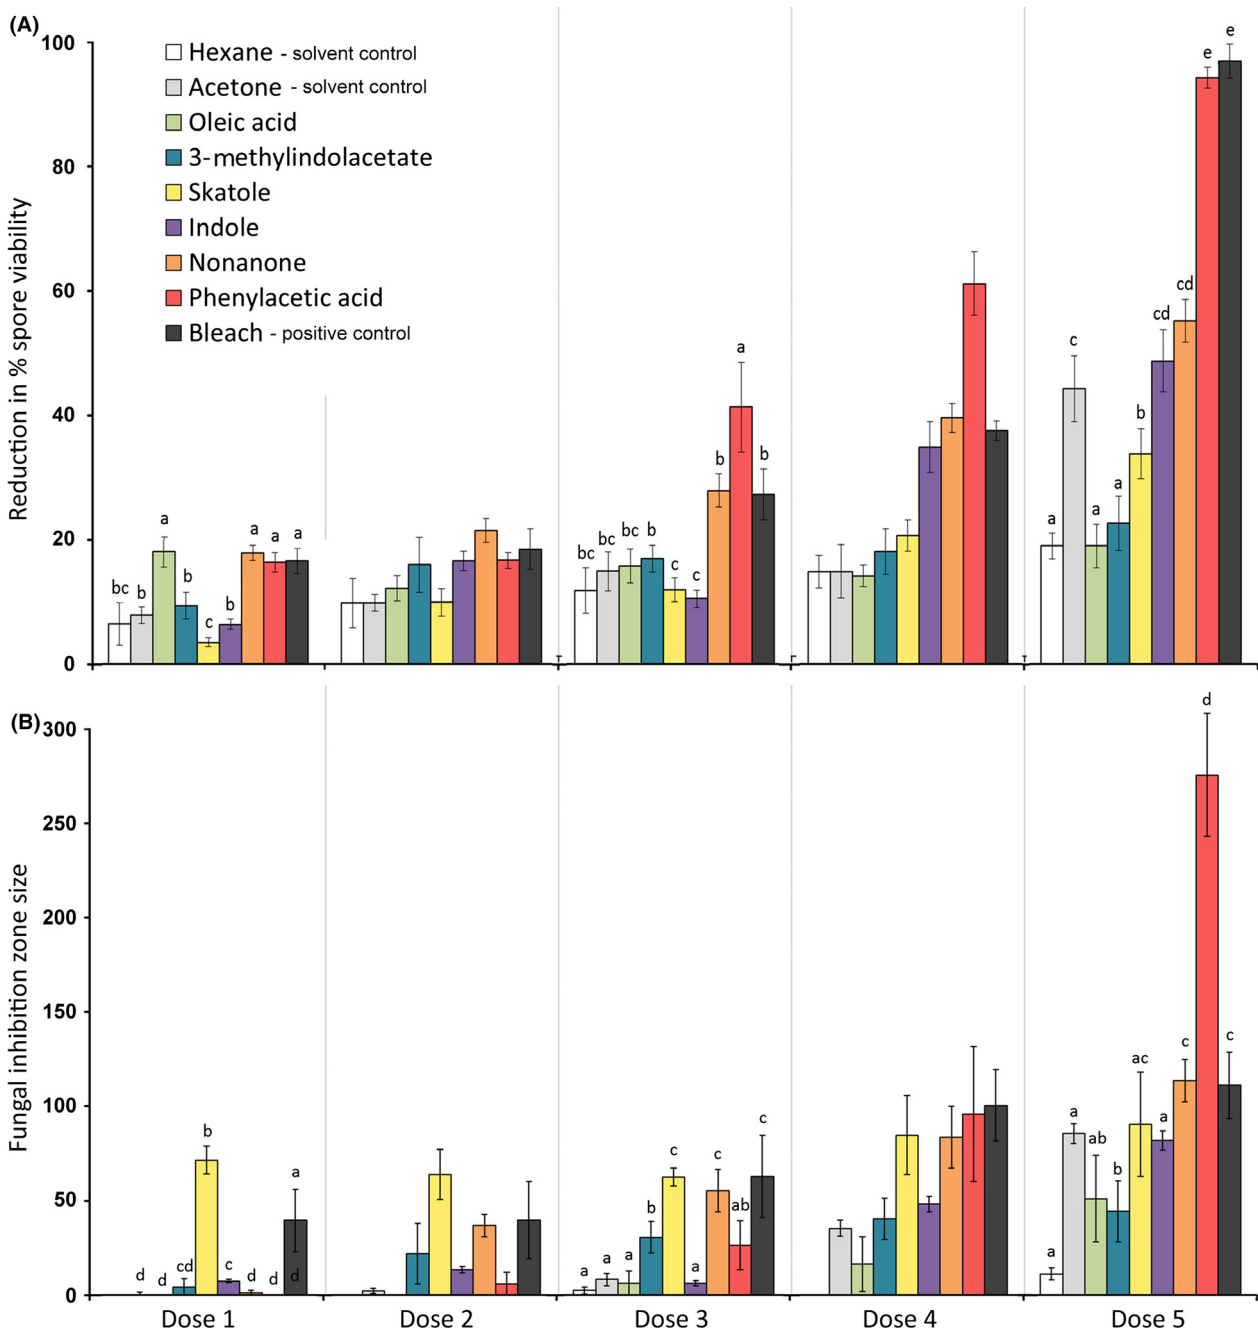 (A)
Reduction in % spore viability
100
80
60
40
20
0
Hexane - solvent control
Acetone - solvent control
Oleic acid
3-methylindolacetate
Skatole
Indole
Nonanone
Phenylacetic acid
Bleach - positive control
bc b a b c b a a a
bc bc bc b c c b a b
a c a a b cd cd e e
(B)
Fungal inhibition zone size
300
250
200
150
100
50
0
d d cd b c d d a
a a a b c a c ab c
a a ab b ac a c d c
Dose 1 Dose 2 Dose 3 Dose 4 Dose 5